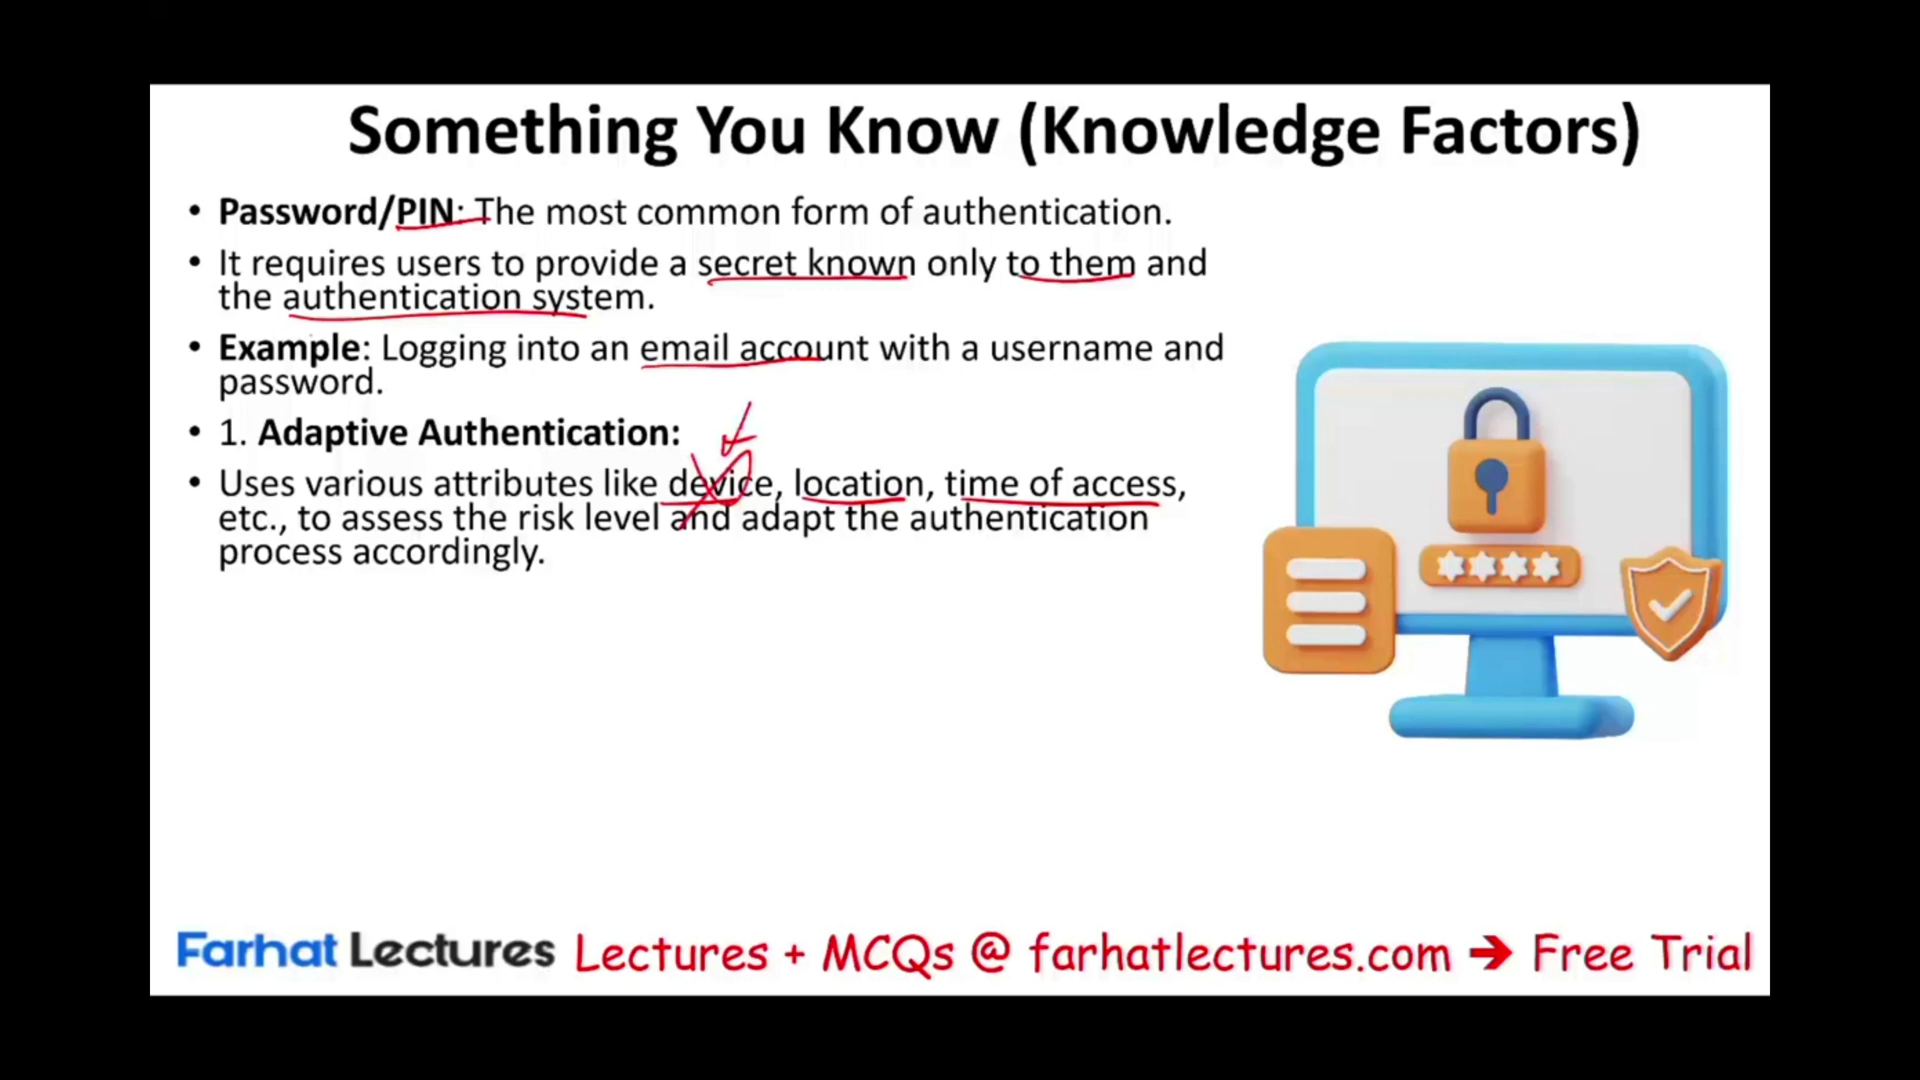 Something You Know (Knowledge Factors)
• Password/PIN: The most common form of authentication.
• It requires users to provide a secret known only to them and
the authentication system.
• Example: Logging into an email account with a username and
password.
• 1. Adaptive Authentication:
• Uses various attributes like device, location, time of access,
etc., to assess the risk level and adapt the authentication
process accordingly.
Farhat Lectures Lectures + MCQs @ farhatlectures.com → Free Trial